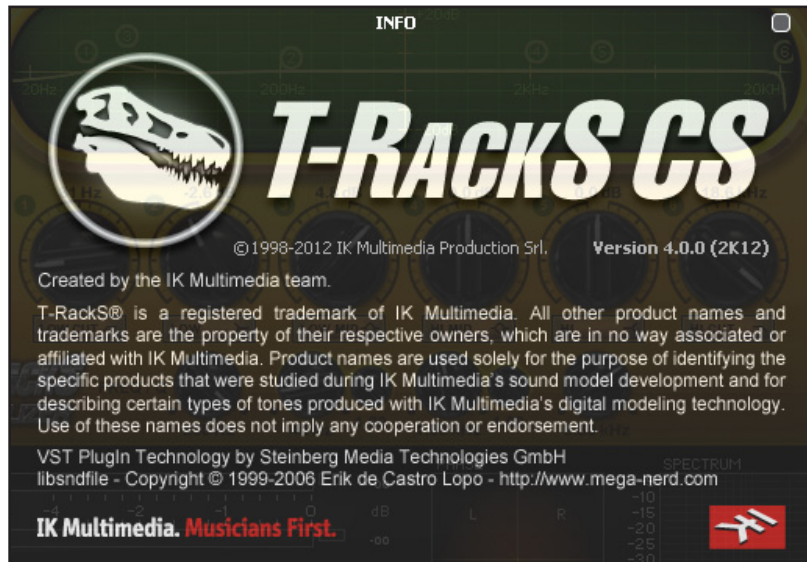 INFO
T-RACKS CS
©1998-2012 IK Multimedia Production Srl. Version 4.0.0 (2K12)
Created by the IK Multimedia team.
T-RackS® is a registered trademark of IK Multimedia. All other product names and
trademarks are the property of their respective owners, which are in no way associated or
affiliated with IK Multimedia. Product names are used solely for the purpose of identifying the
specific products that were studied during IK Multimedia's sound model development and for
describing certain types of tones produced with IK Multimedia's digital modeling technology.
Use of these names does not imply any cooperation or endorsement.
VST PlugIn Technology by Steinberg Media Technologies GmbH
libsndfile - Copyright © 1999-2006 Erik de Castro Lopo - http://www.mega-nerd.com
SPECTRUM
IK Multimedia. Musicians First.